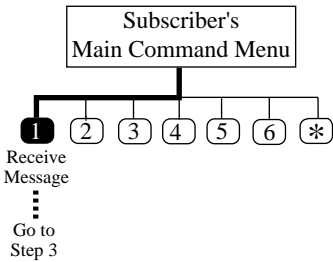 Subscriber's
Main Command Menu
1 2 3 4 5 6 *
Receive
Message
Go to
Step 3